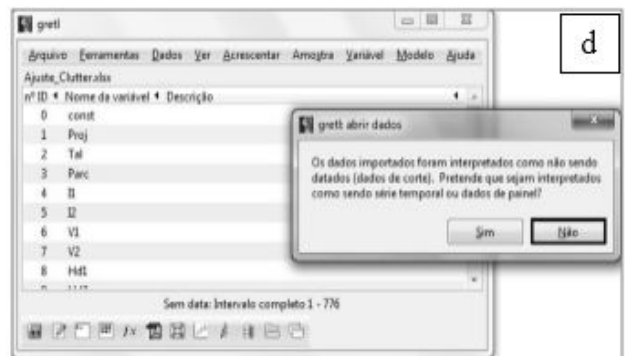 gretl
d
Arquivo Ferramentas Dados Ver Acrescentar Amostra Variável Modelo Ajuda
Ajuste_Clutter.xlsx
nº ID Nome da variável Descrição
0 const
1 Proj
2 Tal
3 Parc
4 I1
5 I2
6 V1
7 V2
8 Hd1
gretl: abrir dados
Os dados importados foram interpretados como não sendo
datados (dados de corte). Pretende que sejam interpretados
como sendo série temporal ou dados de painel?
Sim Não
Sem data: Intervalo completo 1 - 776